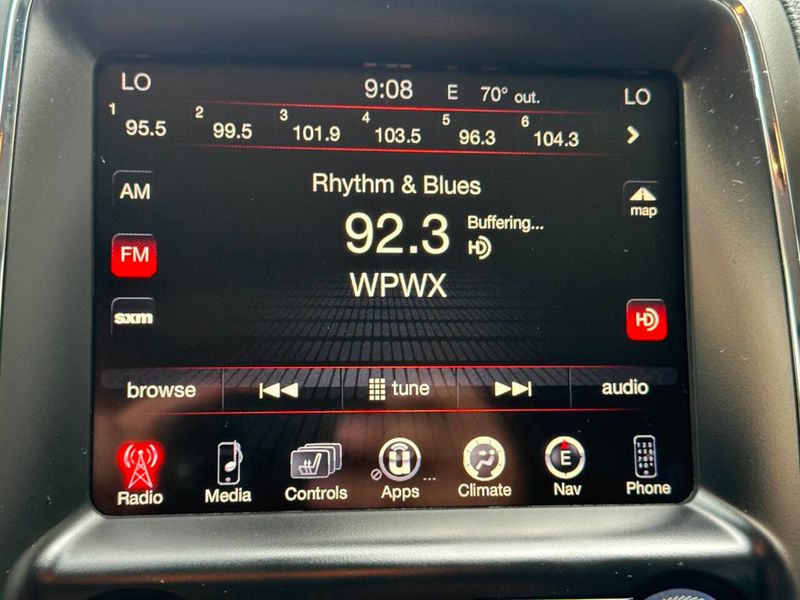 LO 9:08 E 70° out. LO
1 95.5 2 99.5 3 101.9 4 103.5 5 96.3 6 104.3 >
AM Rhythm & Blues map
92.3 Buffering...
HD
FM WPWX
sxm HD
browse tune audio
Radio Media Controls Apps ... Climate E Nav Phone